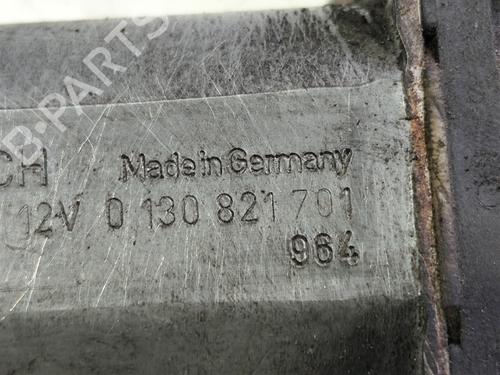 B-PARTS
CH Made in Germany
12V 0 130 821 701
964